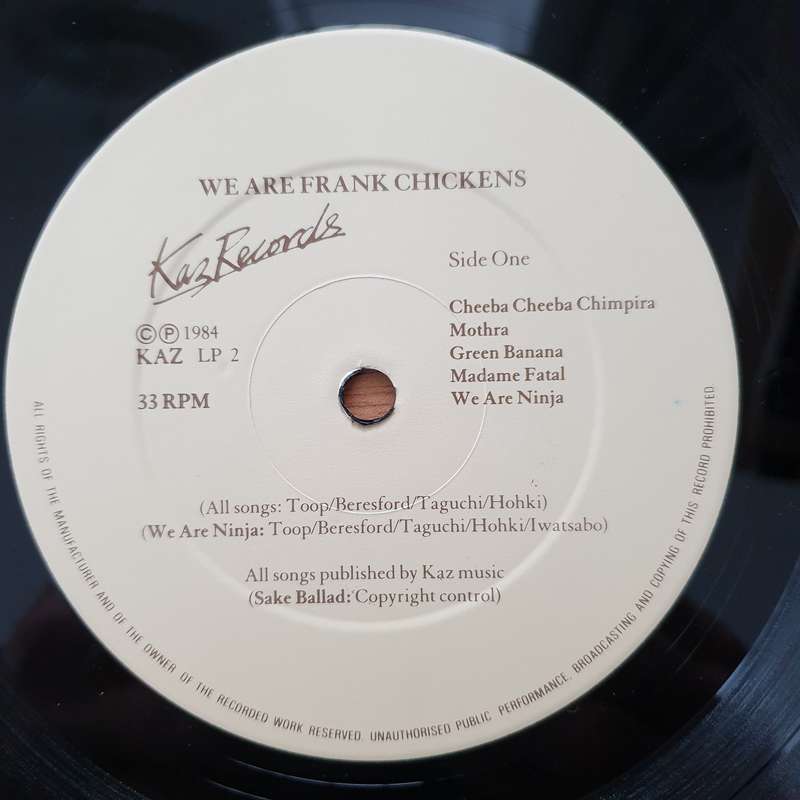 WE ARE FRANK CHICKENS
Kaz Records
Side One
Cheeba Cheeba Chimpira
Mothra
Green Banana
Madame Fatal
We Are Ninja
©℗ 1984
KAZ LP 2
33 RPM
(All songs: Toop/Beresford/Taguchi/Hohki)
(We Are Ninja: Toop/Beresford/Taguchi/Hohki/Iwatsabo)
All songs published by Kaz music
(Sake Ballad: Copyright control)
ALL RIGHTS OF THE MANUFACTURER AND OF THE OWNER OF THE RECORDED WORK RESERVED. UNAUTHORISED PUBLIC PERFORMANCE, BROADCASTING AND COPYING OF THIS RECORD PROHIBITED